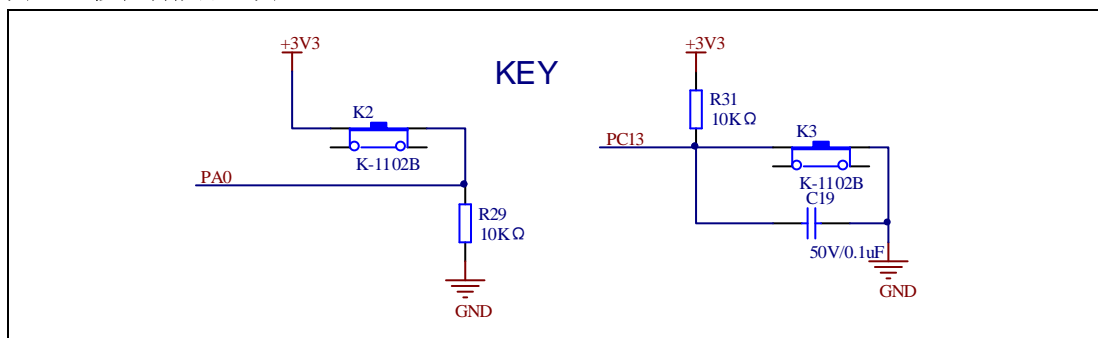 +3V3
KEY
+3V3
K2
K-1102B
PA0
R29
10KΩ
GND
R31
10KΩ
PC13
K3
K-1102B
C19
50V/0.1uF
GND